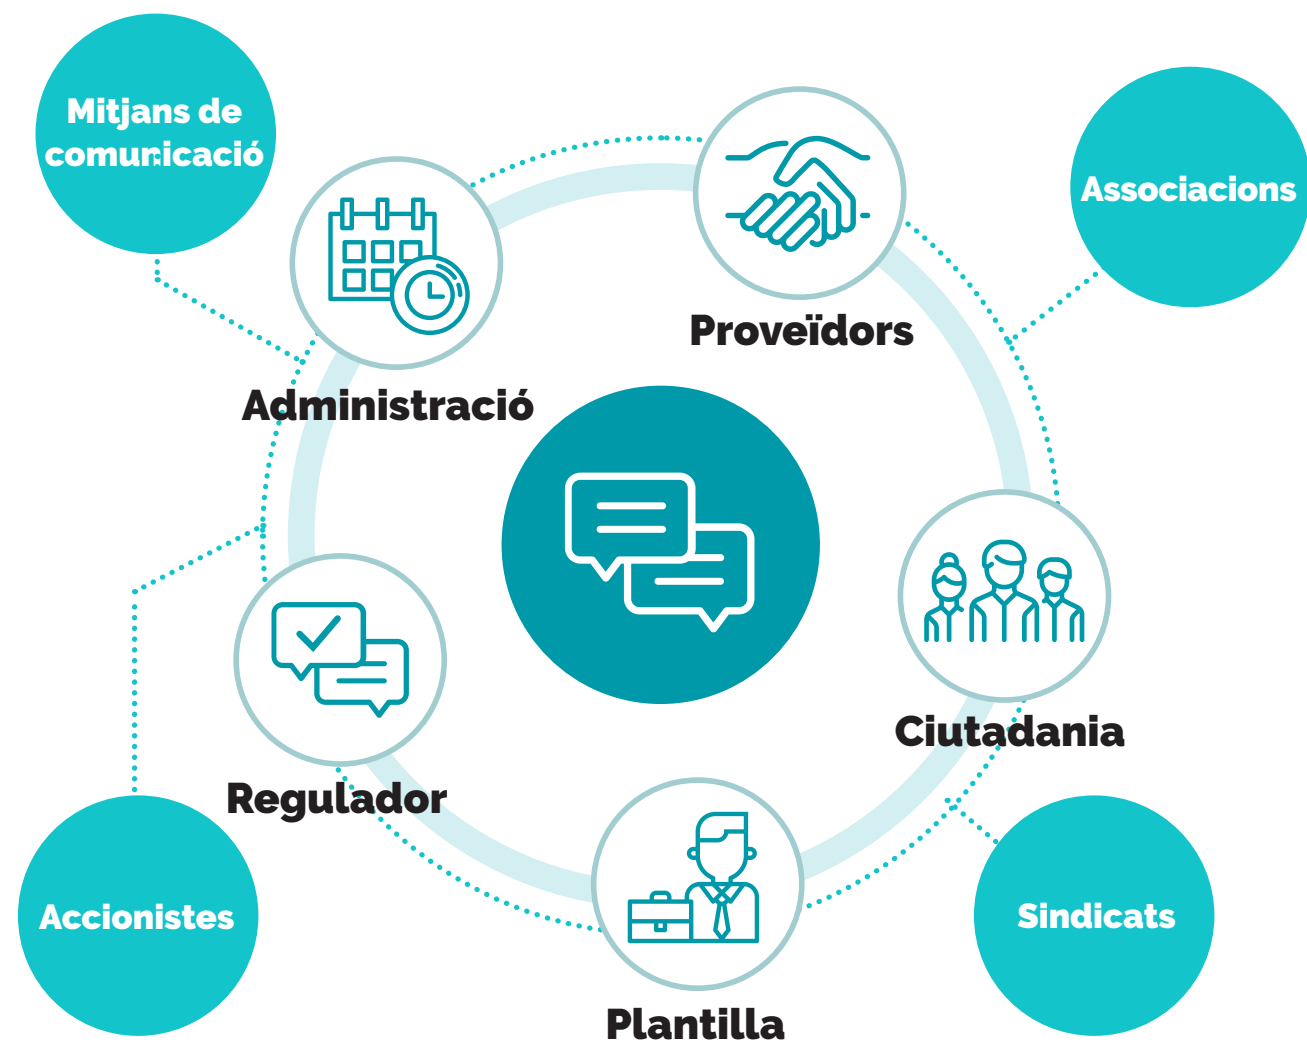 Mitjans de
comunicació
Associacions
Proveïdors
Administració
Ciutadania
Regulador
Accionistes
Sindicats
Plantilla